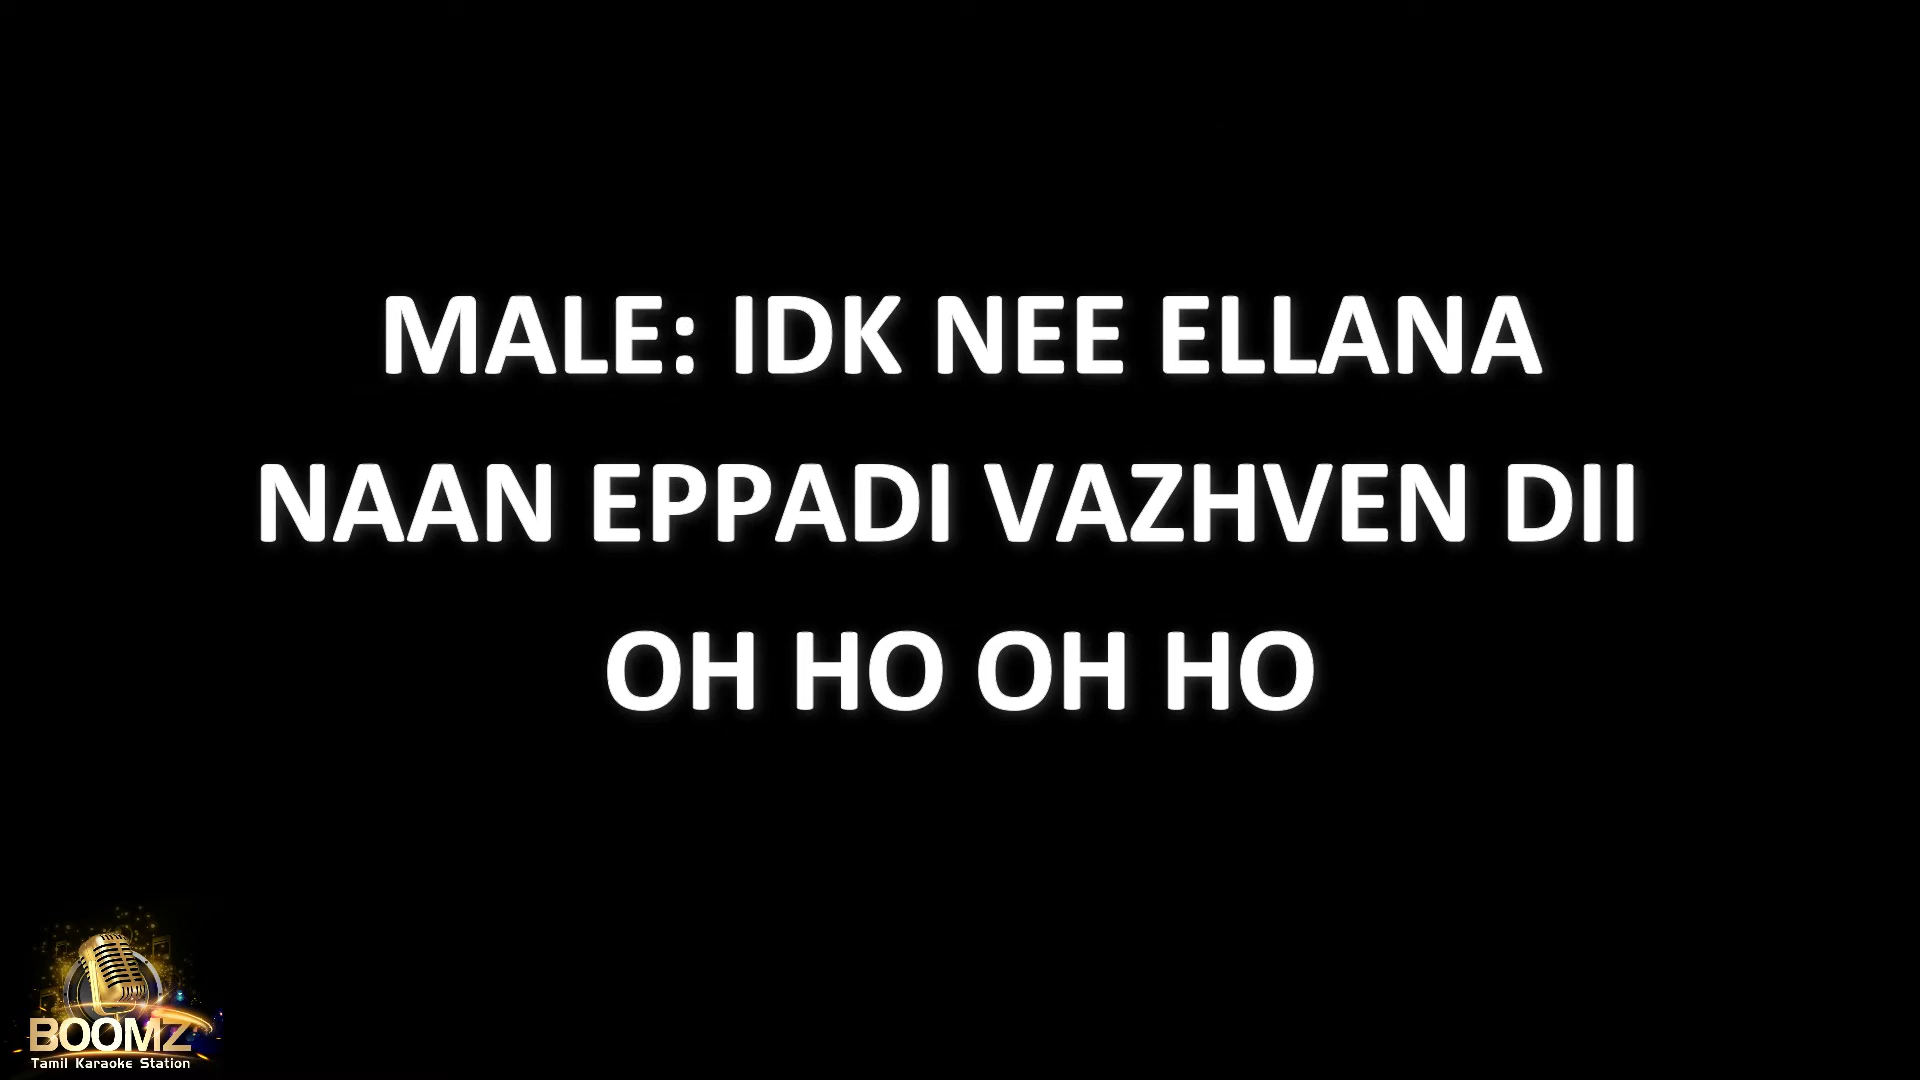 MALE: IDK NEE ELLANA
NAAN EPPADI VAZHVEN DII
OH HO OH HO
BOOMZ
Tamil Karaoke Station